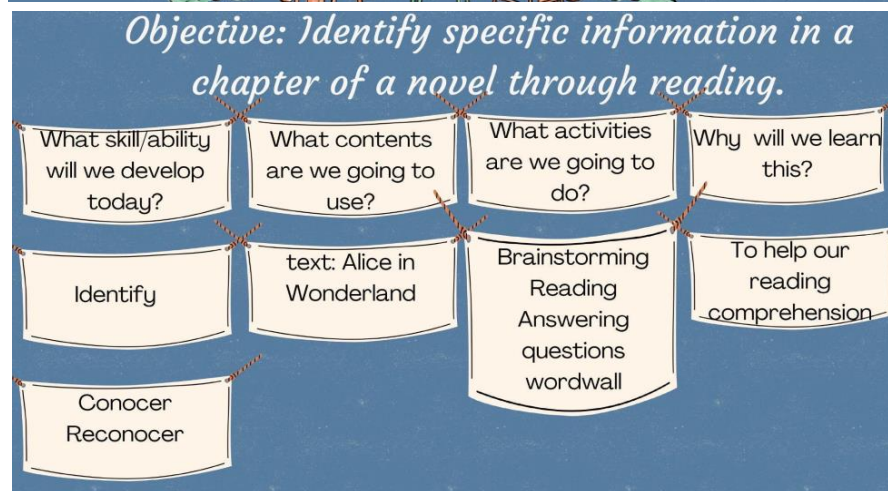 Objective: Identify specific information in a
chapter of a novel through reading.
What skill/ability
will we develop
today?
What contents
are we going to
use?
What activities
are we going to
do?
Why will we learn
this?
Identify
text: Alice in
Wonderland
Brainstorming
Reading
Answering
questions
wordwall
To help our
reading
comprehension
Conocer
Reconocer